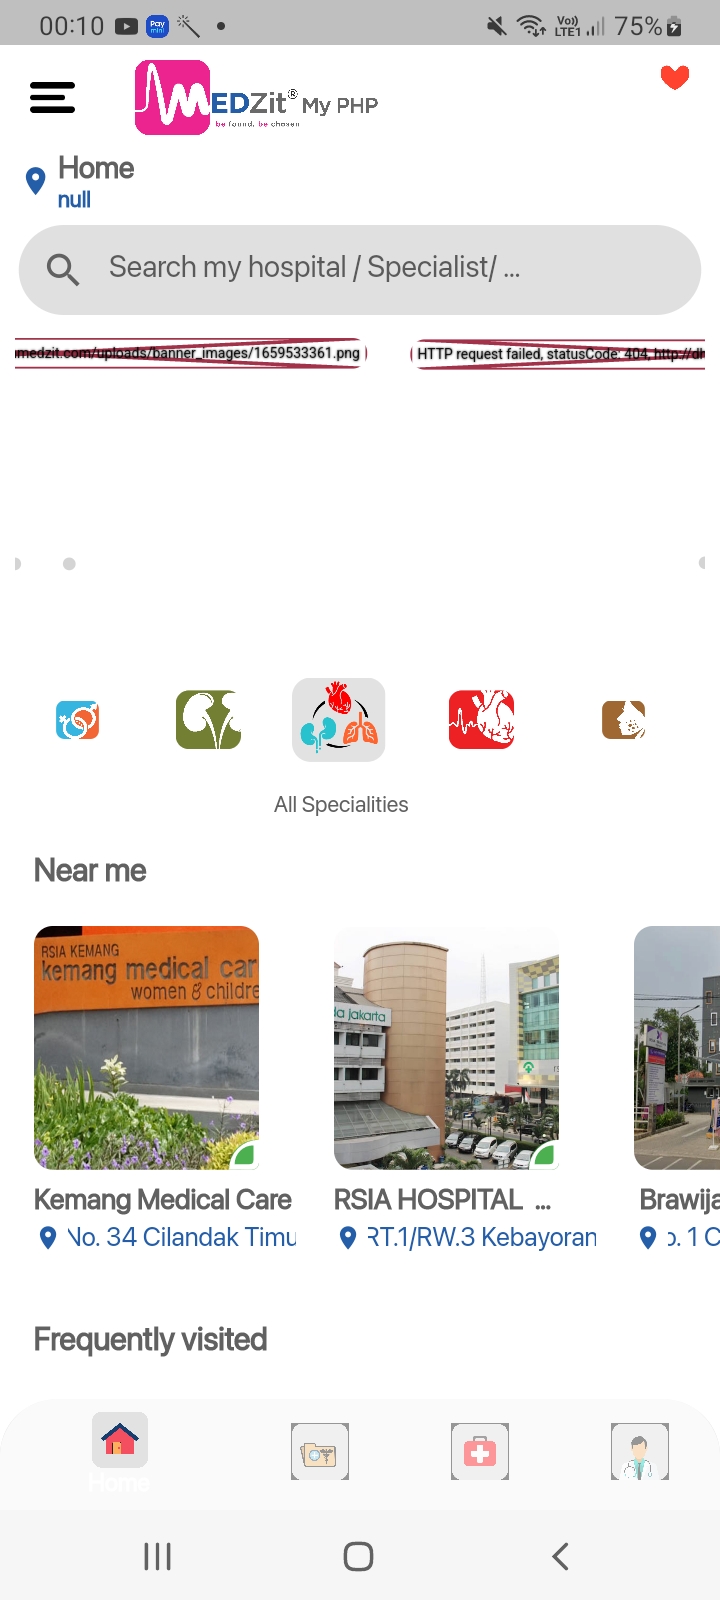 00:10
Pay
mini
Vo))
LTE1
75%
MEDZit® My PHP
be found, be chosen
Home
null
Search my hospital / Specialist/ ...
medzit.com/uploads/banner_images/1659533361.png
HTTP request failed, statusCode: 404, http://dh
All Specialities
Near me
RSIA KEMANG
kemang medical car
women & childre
da Jakarta
Kemang Medical Care
RSIA HOSPITAL ...
Brawija
No. 34 Cilandak Timu
RT.1/RW.3 Kebayoran
o. 1 C
Frequently visited
Home